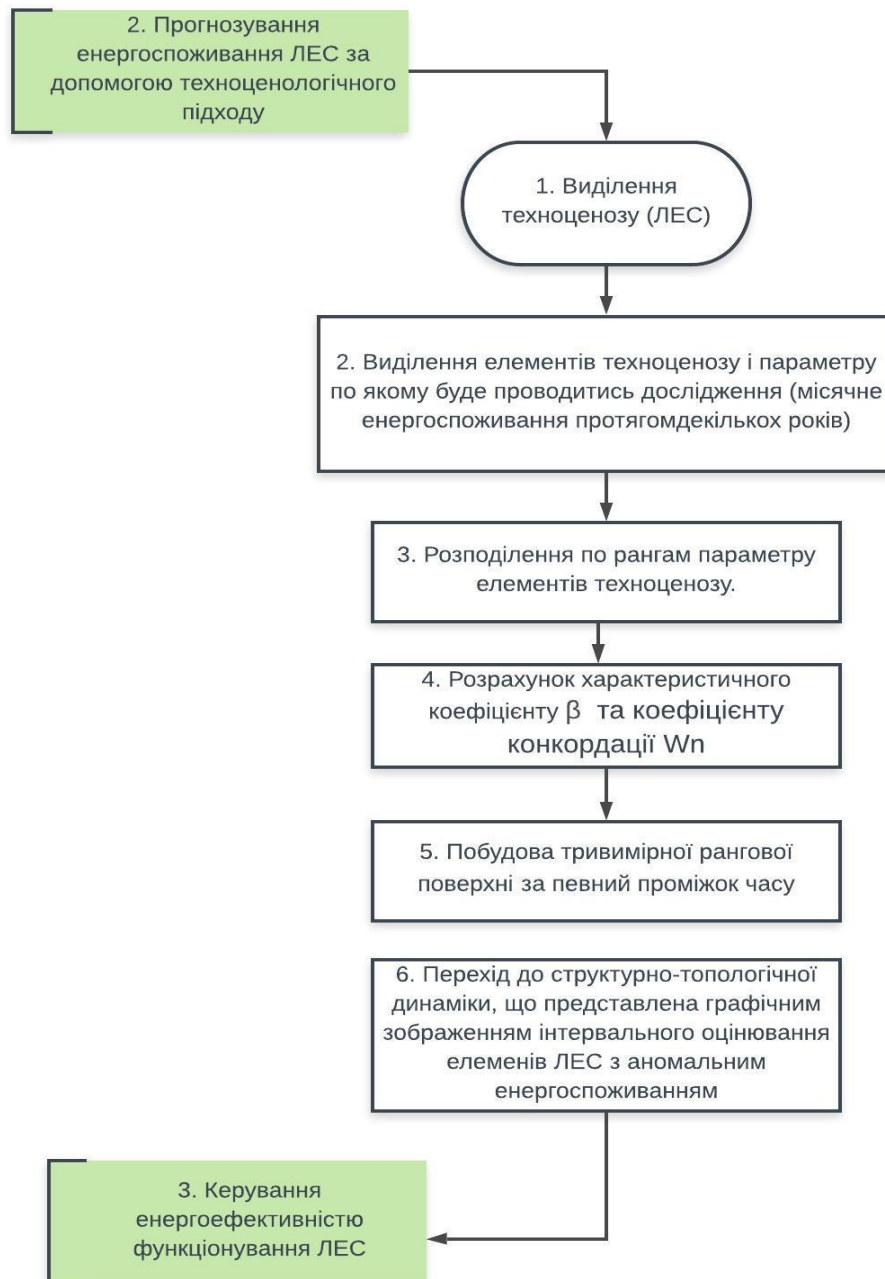 2. Прогнозування
енергоспоживання ЛЕС за
допомогою техноценологічного
підходу
1. Виділення
техноценозу (ЛЕС)
2. Виділення елементів техноценозу і параметру
по якому буде проводитись дослідження (місячне
енергоспоживання протягомдекількох років)
3. Розподілення по рангам параметру
елементів техноценозу.
4. Розрахунок характеристичного
коефіцієнту β та коефіцієнту
конкордації Wn
5. Побудова тривимірної рангової
поверхні за певний проміжок часу
6. Перехід до структурно-топологічної
динаміки, що представлена графічним
зображенням інтервального оцінювання
елеменів ЛЕС з аномальним
енергоспоживанням
3. Керування
енергоефективністю
функціонування ЛЕС